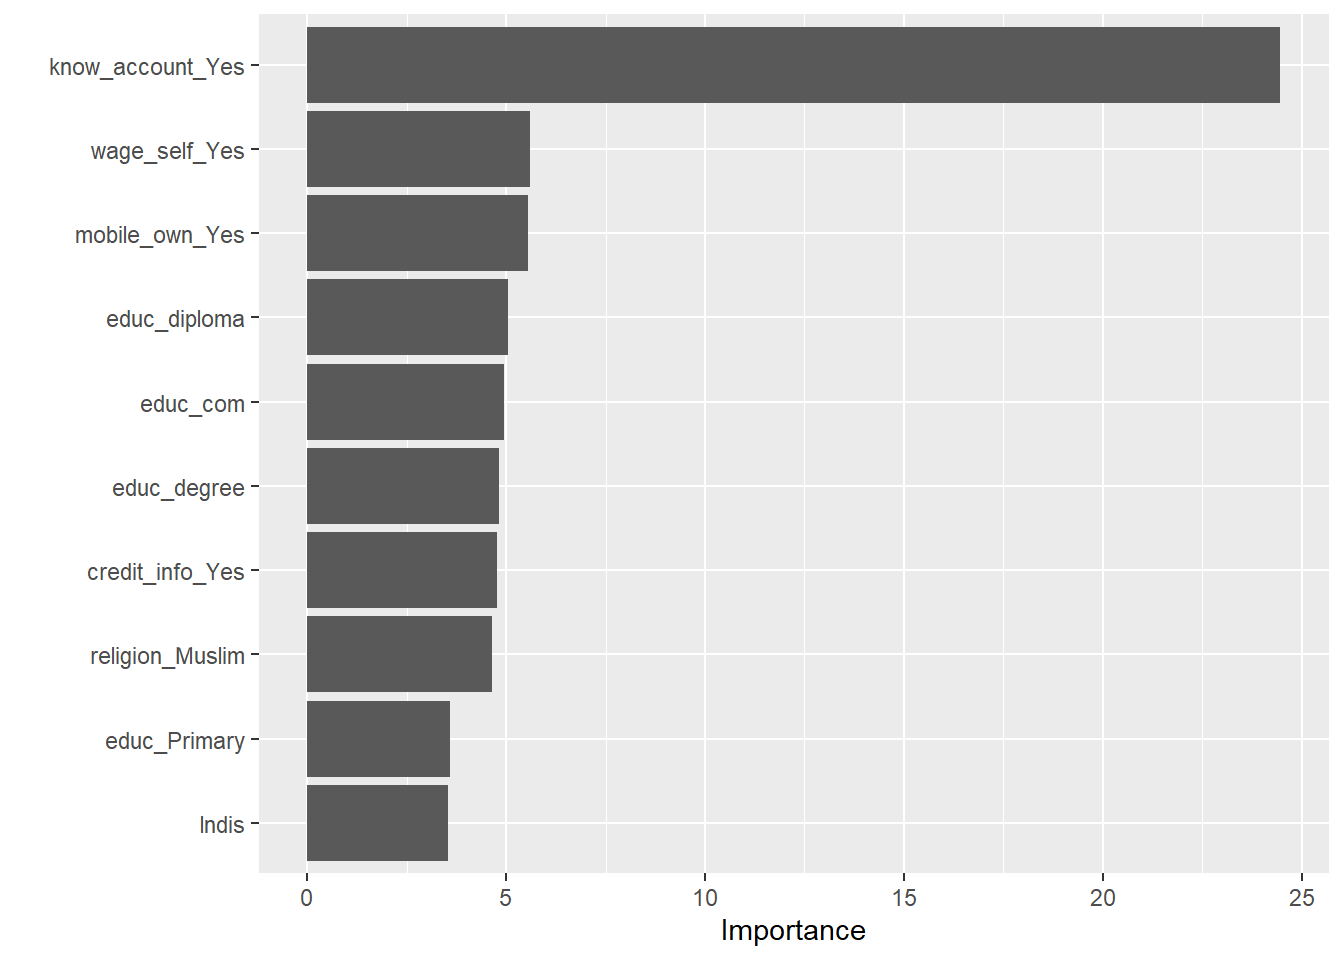 know_account_Yes
wage_self_Yes
mobile_own_Yes
educ_diploma
educ_com
educ_degree
credit_info_Yes
religion_Muslim
educ_Primary
lndis
0 5 10 15 20 25
Importance